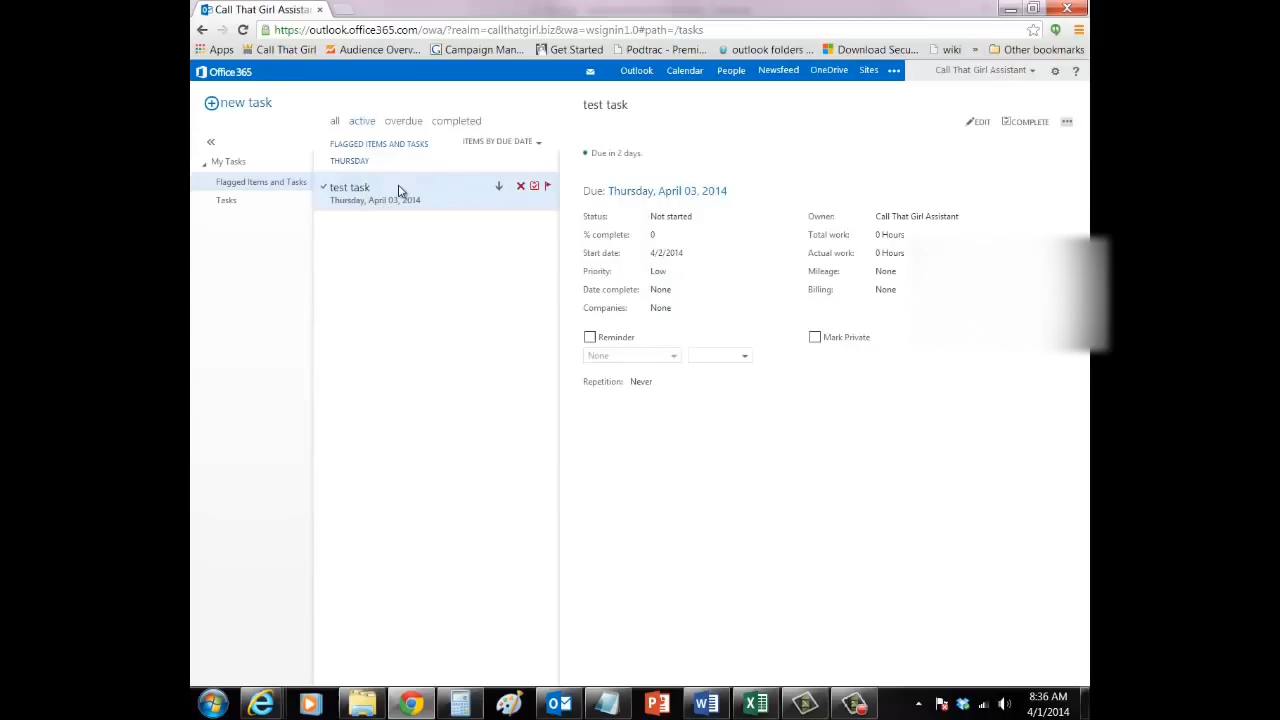 Call That Girl Assistan
https://outlook.office365.com/owa/?realm=callthatgirl.biz&wa=wsignin1.0#path=/tasks
Apps Call That Girl Audience Overv... Campaign Man... Get Started Podtrac - Premi... outlook folders ... Download Secu... wiki » Other bookmarks
Office 365 Outlook Calendar People Newsfeed OneDrive Sites ••• Call That Girl Assistant ?
new task
all active overdue completed
FLAGGED ITEMS AND TASKS ITEMS BY DUE DATE
THURSDAY
My Tasks
Flagged Items and Tasks
Tasks
test task
Thursday, April 03, 2014
test task
EDIT COMPLETE •••
Due in 2 days.
Due: Thursday, April 03, 2014
Status: Not started Owner: Call That Girl Assistant
% complete: 0 Total work: 0 Hours
Start date: 4/2/2014 Actual work: 0 Hours
Priority: Low Mileage: None
Date complete: None Billing: None
Companies: None
Reminder Mark Private
None
Repetition: Never
8:36 AM
4/1/2014